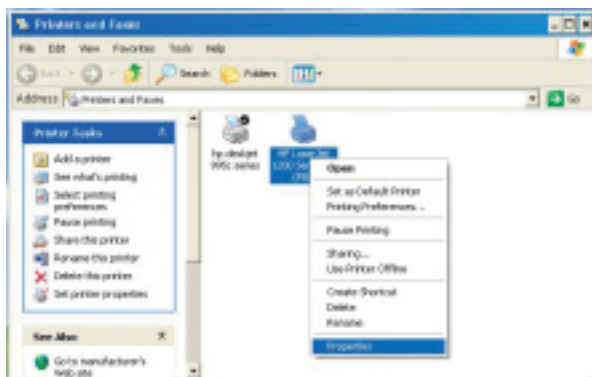 Printers and Faxes
File Edit View Favorites Tools Help
Back Search Folders
Address Printers and Faxes Go
Printer Tasks
Add a printer
See what's printing
Select printing
preferences
Pause printing
Share this printer
Rename this printer
Delete this printer
Set printer properties
See Also
Go to manufacturer's
Web site
hp deskjet
995c series
HP LaserJet
1200 Se
Open
Set as Default Printer
Printing Preferences...
Pause Printing
Sharing...
Use Printer Offline
Create Shortcut
Delete
Rename
Properties